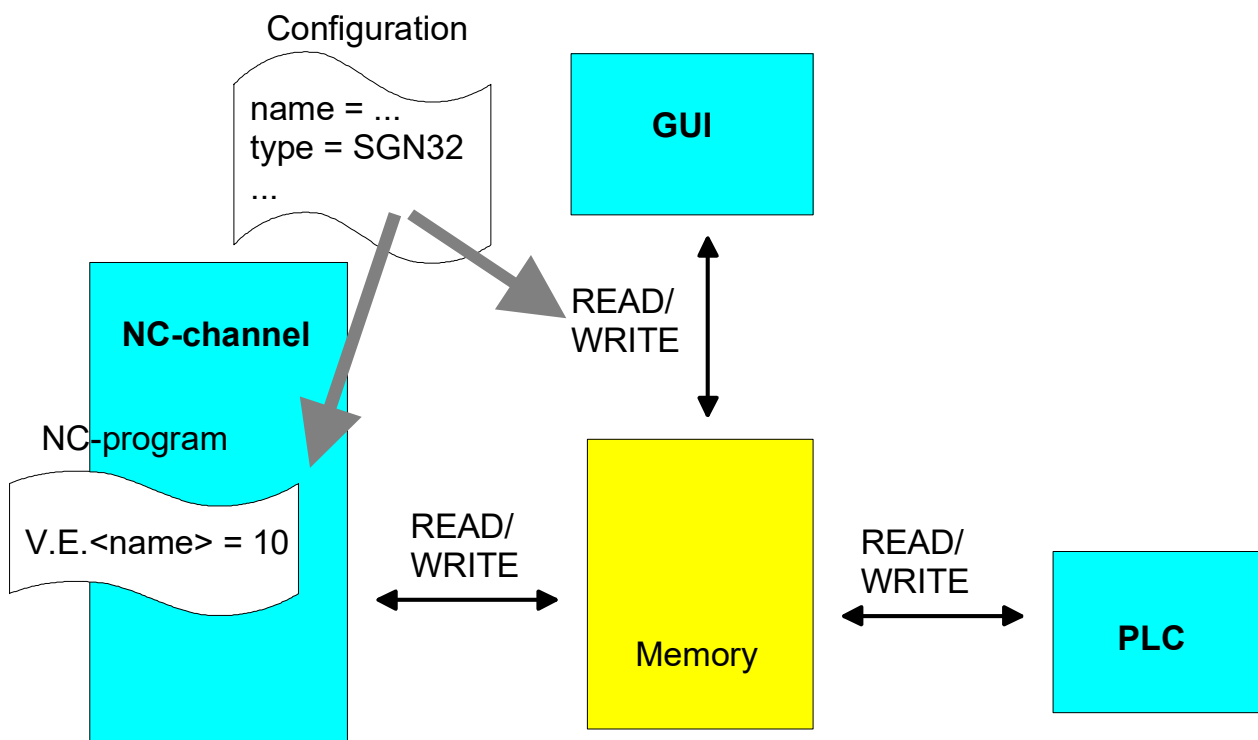 Configuration
name = ...
type = SGN32
...
GUI
READ/
WRITE
NC-channel
NC-program
V.E.<name> = 10
READ/
WRITE
READ/
WRITE
Memory
PLC